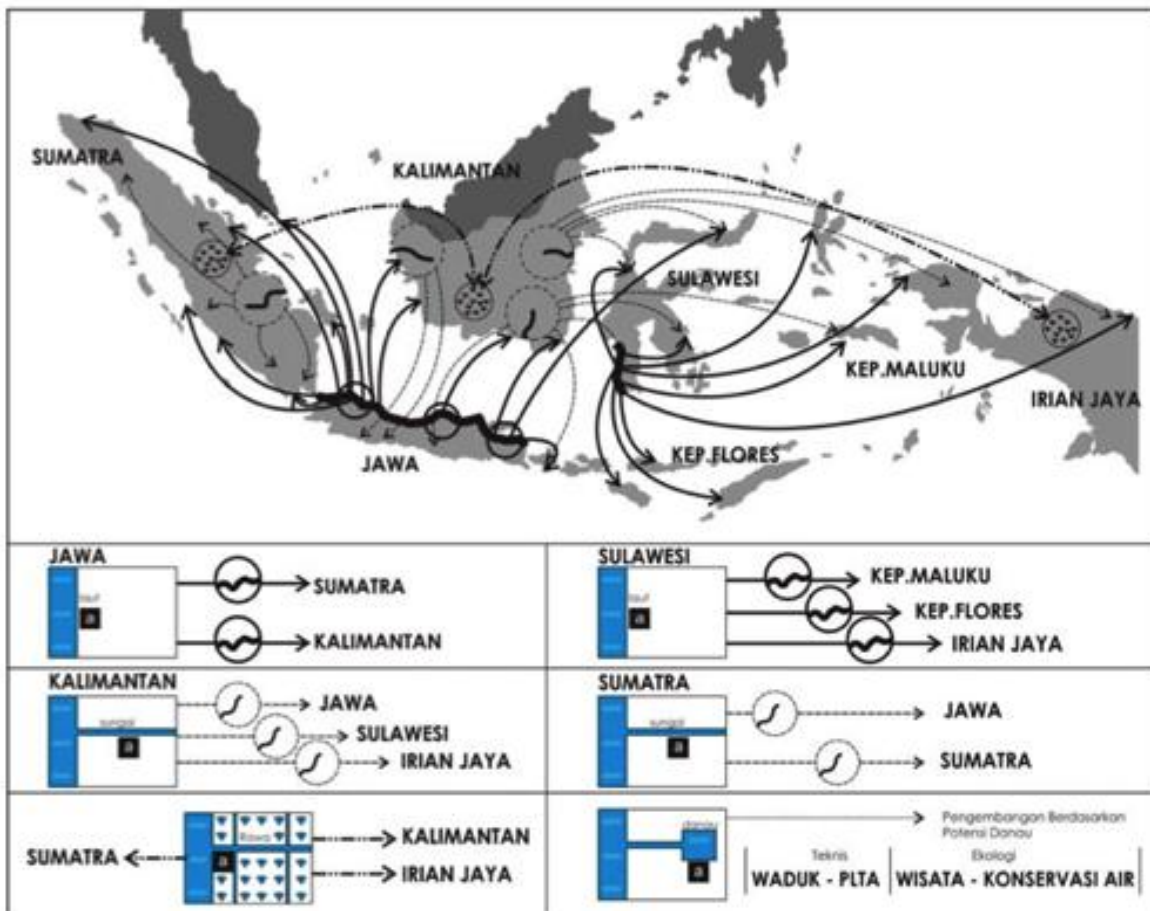 SUMATRA
KALIMANTAN
SULAWESI
KEP.MALUKU
IRIAN JAYA
KEP.FLORES
JAWA
JAWA
laut
a
SUMATRA
KALIMANTAN
SULAWESI
laut
a
KEP.MALUKU
KEP.FLORES
IRIAN JAYA
KALIMANTAN
sungai
a
JAWA
SULAWESI
IRIAN JAYA
SUMATRA
sungai
a
JAWA
SUMATRA
SUMATRA
Rawa
a
KALIMANTAN
IRIAN JAYA
danau
a
Pengembangan Berdasarkan
Potensi Danau
Teknis
WADUK - PLTA
Ekologi
WISATA - KONSERVASI AIR